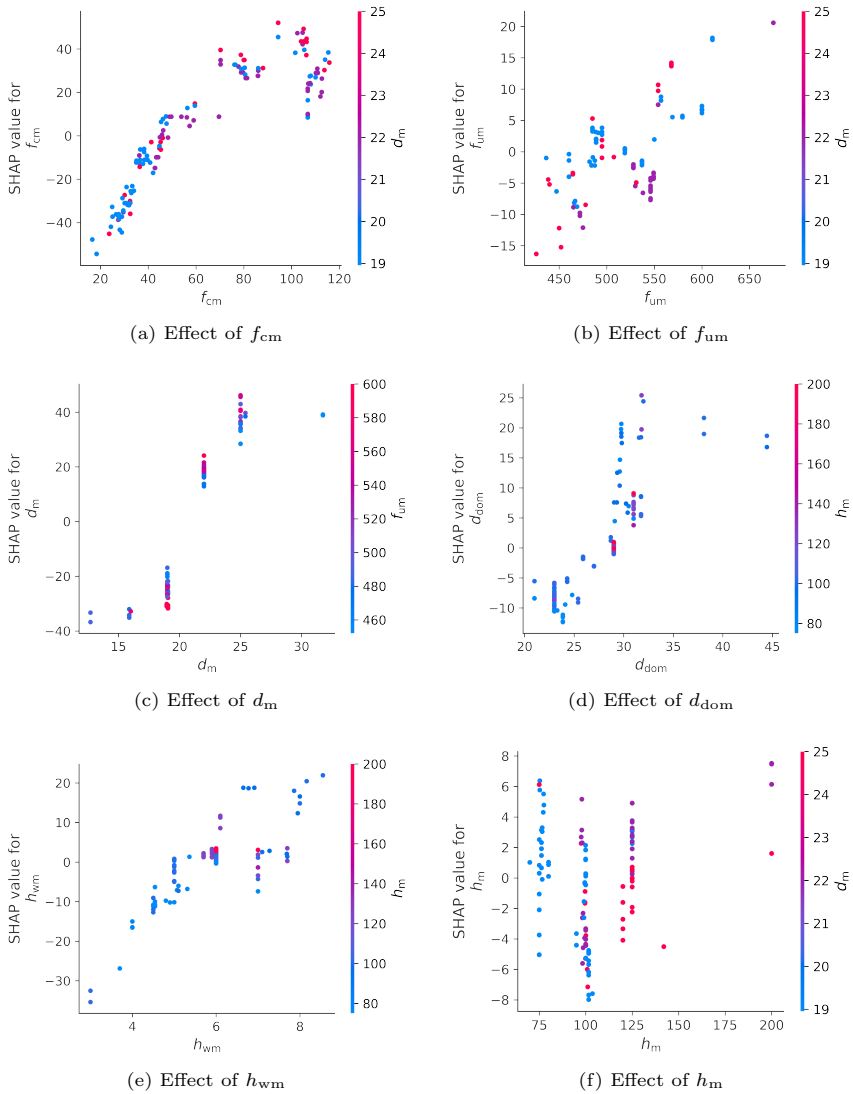 SHAP value for
f_cm
40
20
0
−20
−40
20 40 60 80 100 120
f_cm
25
24
23
22
21
20
19
d_m
(a) Effect of f_cm
SHAP value for
f_um
20
15
10
5
0
−5
−10
−15
450 500 550 600 650
f_um
25
24
23
22
21
20
19
d_m
(b) Effect of f_um
SHAP value for
d_m
40
20
0
−20
−40
15 20 25 30
d_m
600
580
560
540
520
500
480
460
f_um
(c) Effect of d_m
SHAP value for
d_dom
25
20
15
10
5
0
−5
−10
20 25 30 35 40 45
d_dom
200
180
160
140
120
100
80
h_m
(d) Effect of d_dom
SHAP value for
h_wm
20
10
0
−10
−20
−30
4 6 8
h_wm
200
180
160
140
120
100
80
h_m
(e) Effect of h_wm
SHAP value for
h_m
8
6
4
2
0
−2
−4
−6
−8
75 100 125 150 175 200
h_m
25
24
23
22
21
20
19
d_m
(f) Effect of h_m